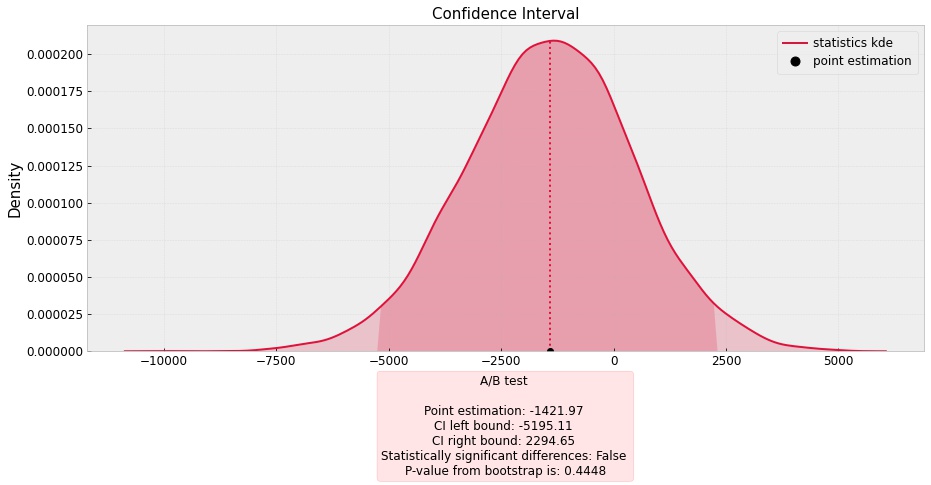 Confidence Interval
statistics kde
point estimation
Density
0.000200
0.000175
0.000150
0.000125
0.000100
0.000075
0.000050
0.000025
0.000000
−10000 −7500 −5000 −2500 0 2500 5000
A/B test
Point estimation: -1421.97
CI left bound: -5195.11
CI right bound: 2294.65
Statistically significant differences: False
P-value from bootstrap is: 0.4448